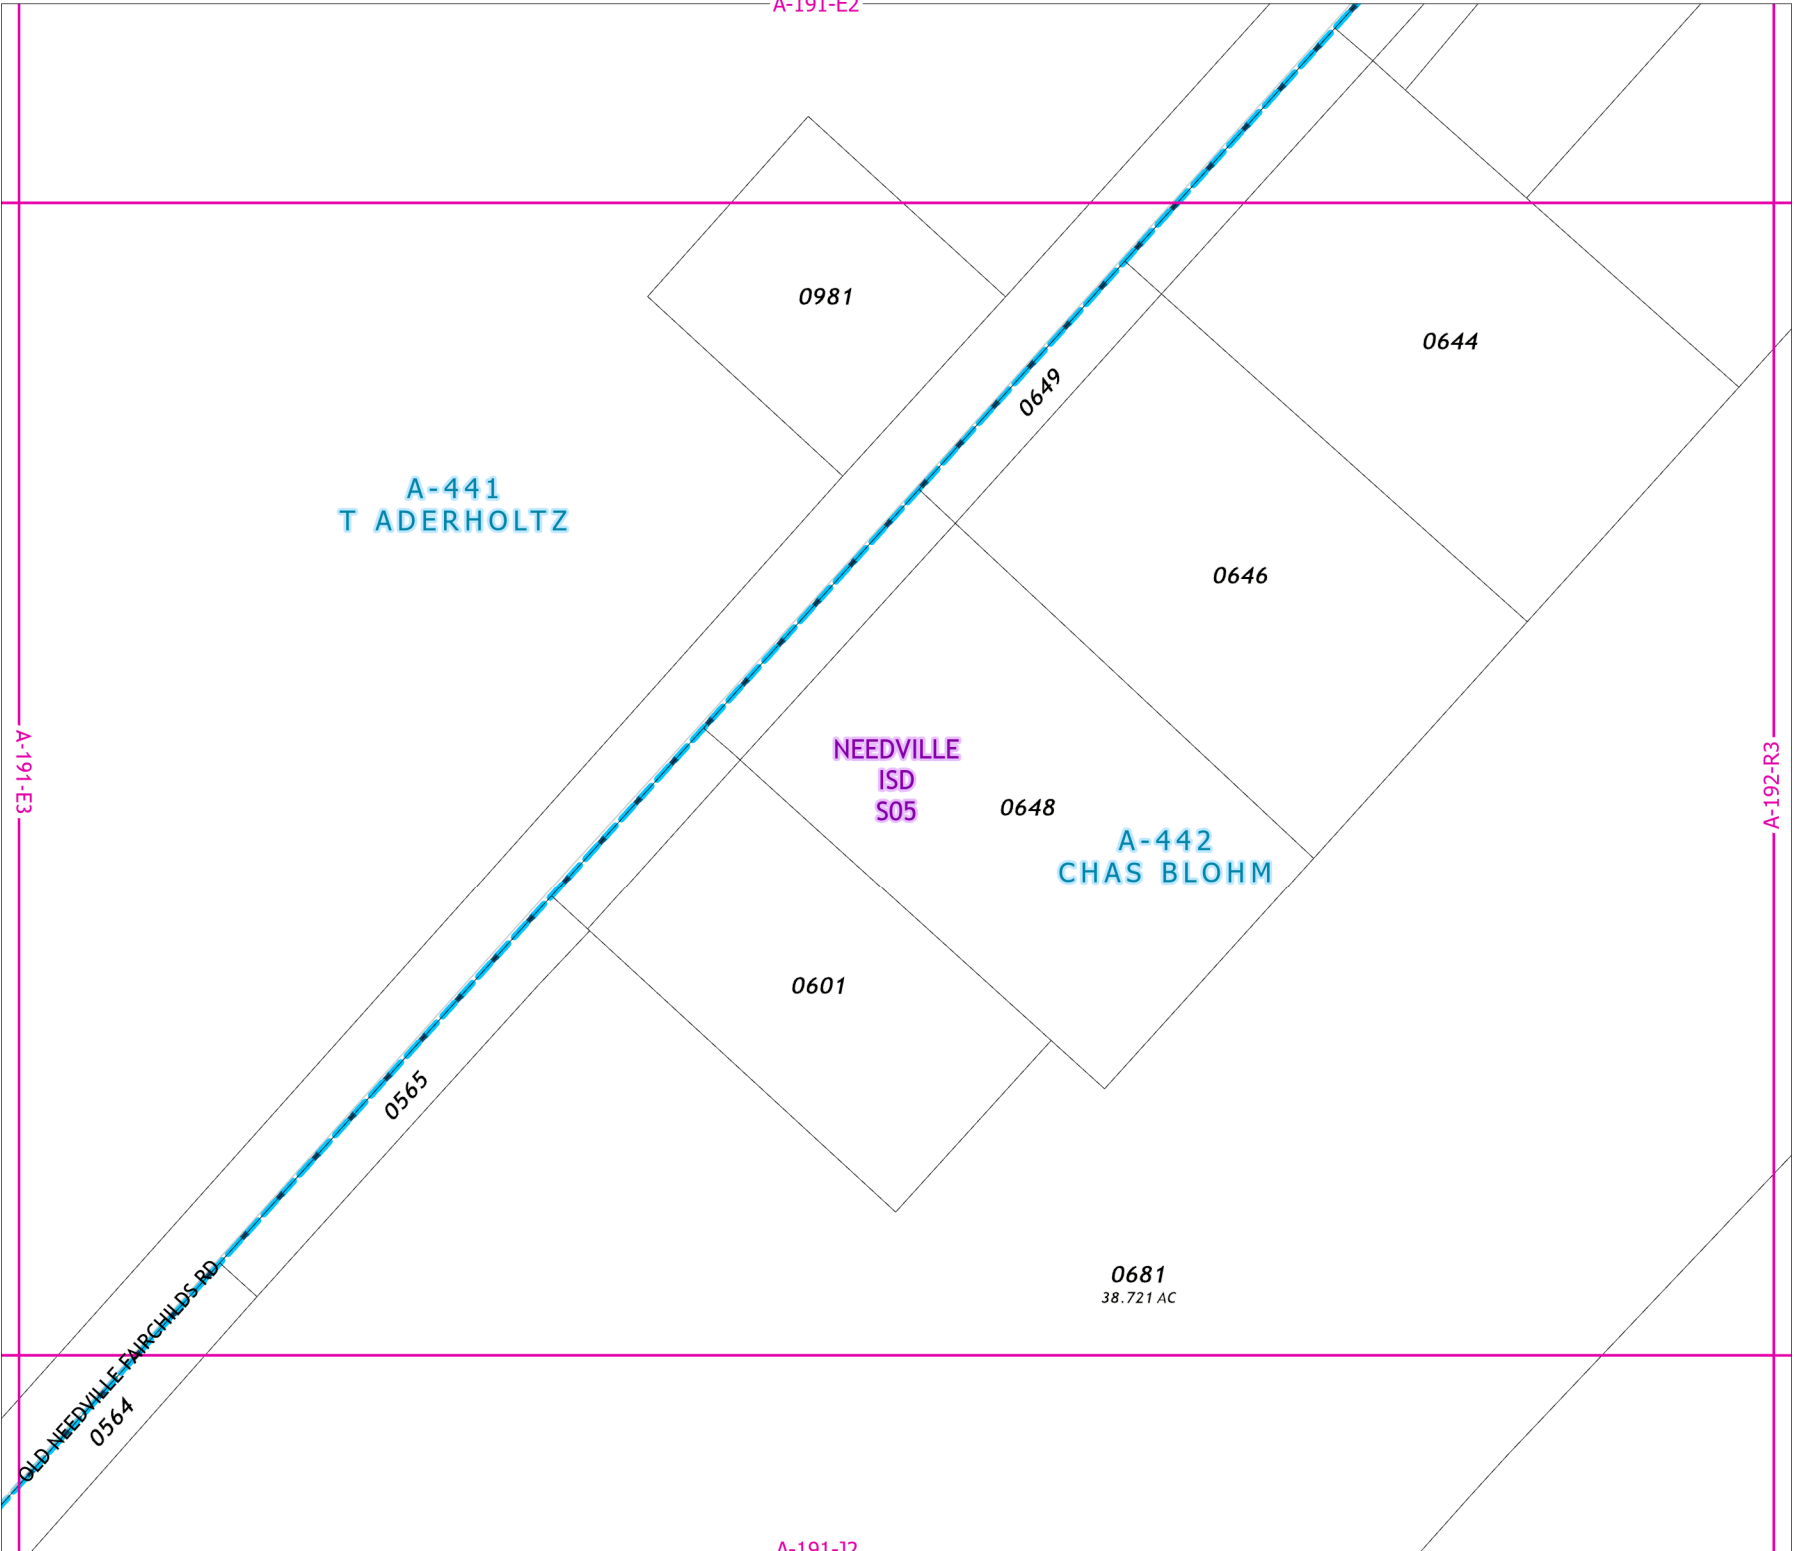 A-191-E2
0981
0644
0649
A-441
T ADERHOLTZ
0646
NEEDVILLE
ISD
S05
0648
A-442
CHAS BLOHM
A-191-E3
A-192-R3
0601
0565
0681
38.721 AC
OLD NEEDVILLE FAIRCHILDS RD
0564
A-191-J2